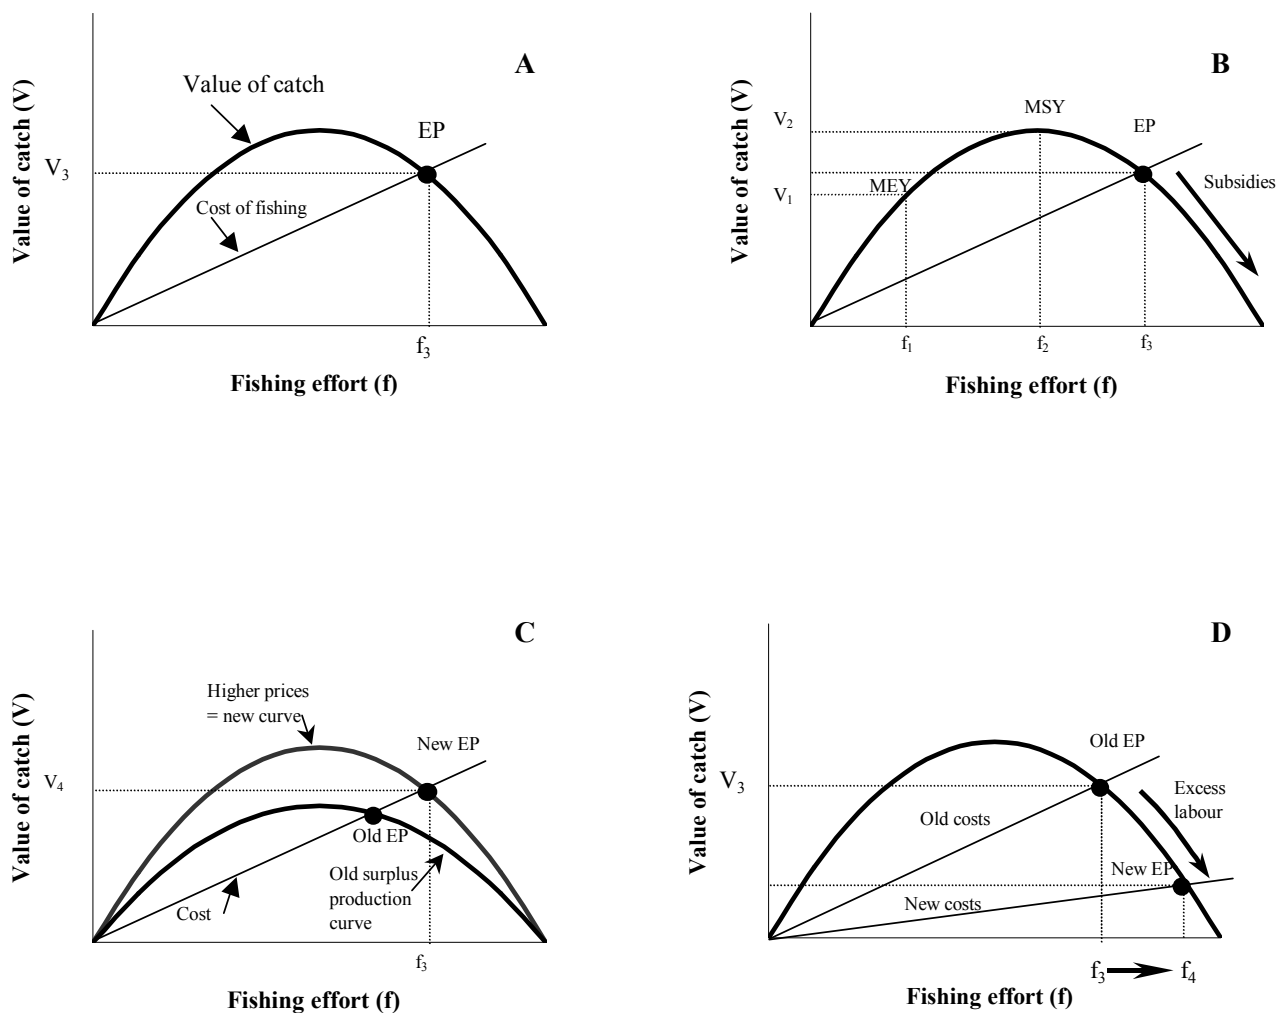 A
Value of catch (V)
Value of catch
EP
V3
Cost of fishing
f3
Fishing effort (f)
B
Value of catch (V)
V2
MSY
EP
MEY
V1
Subsidies
f1
f2
f3
Fishing effort (f)
C
Value of catch (V)
Higher prices
= new curve
New EP
V4
Old EP
Old surplus
production
curve
Cost
f3
Fishing effort (f)
D
Value of catch (V)
Old EP
V3
Excess
labour
Old costs
New EP
New costs
f3
f4
Fishing effort (f)